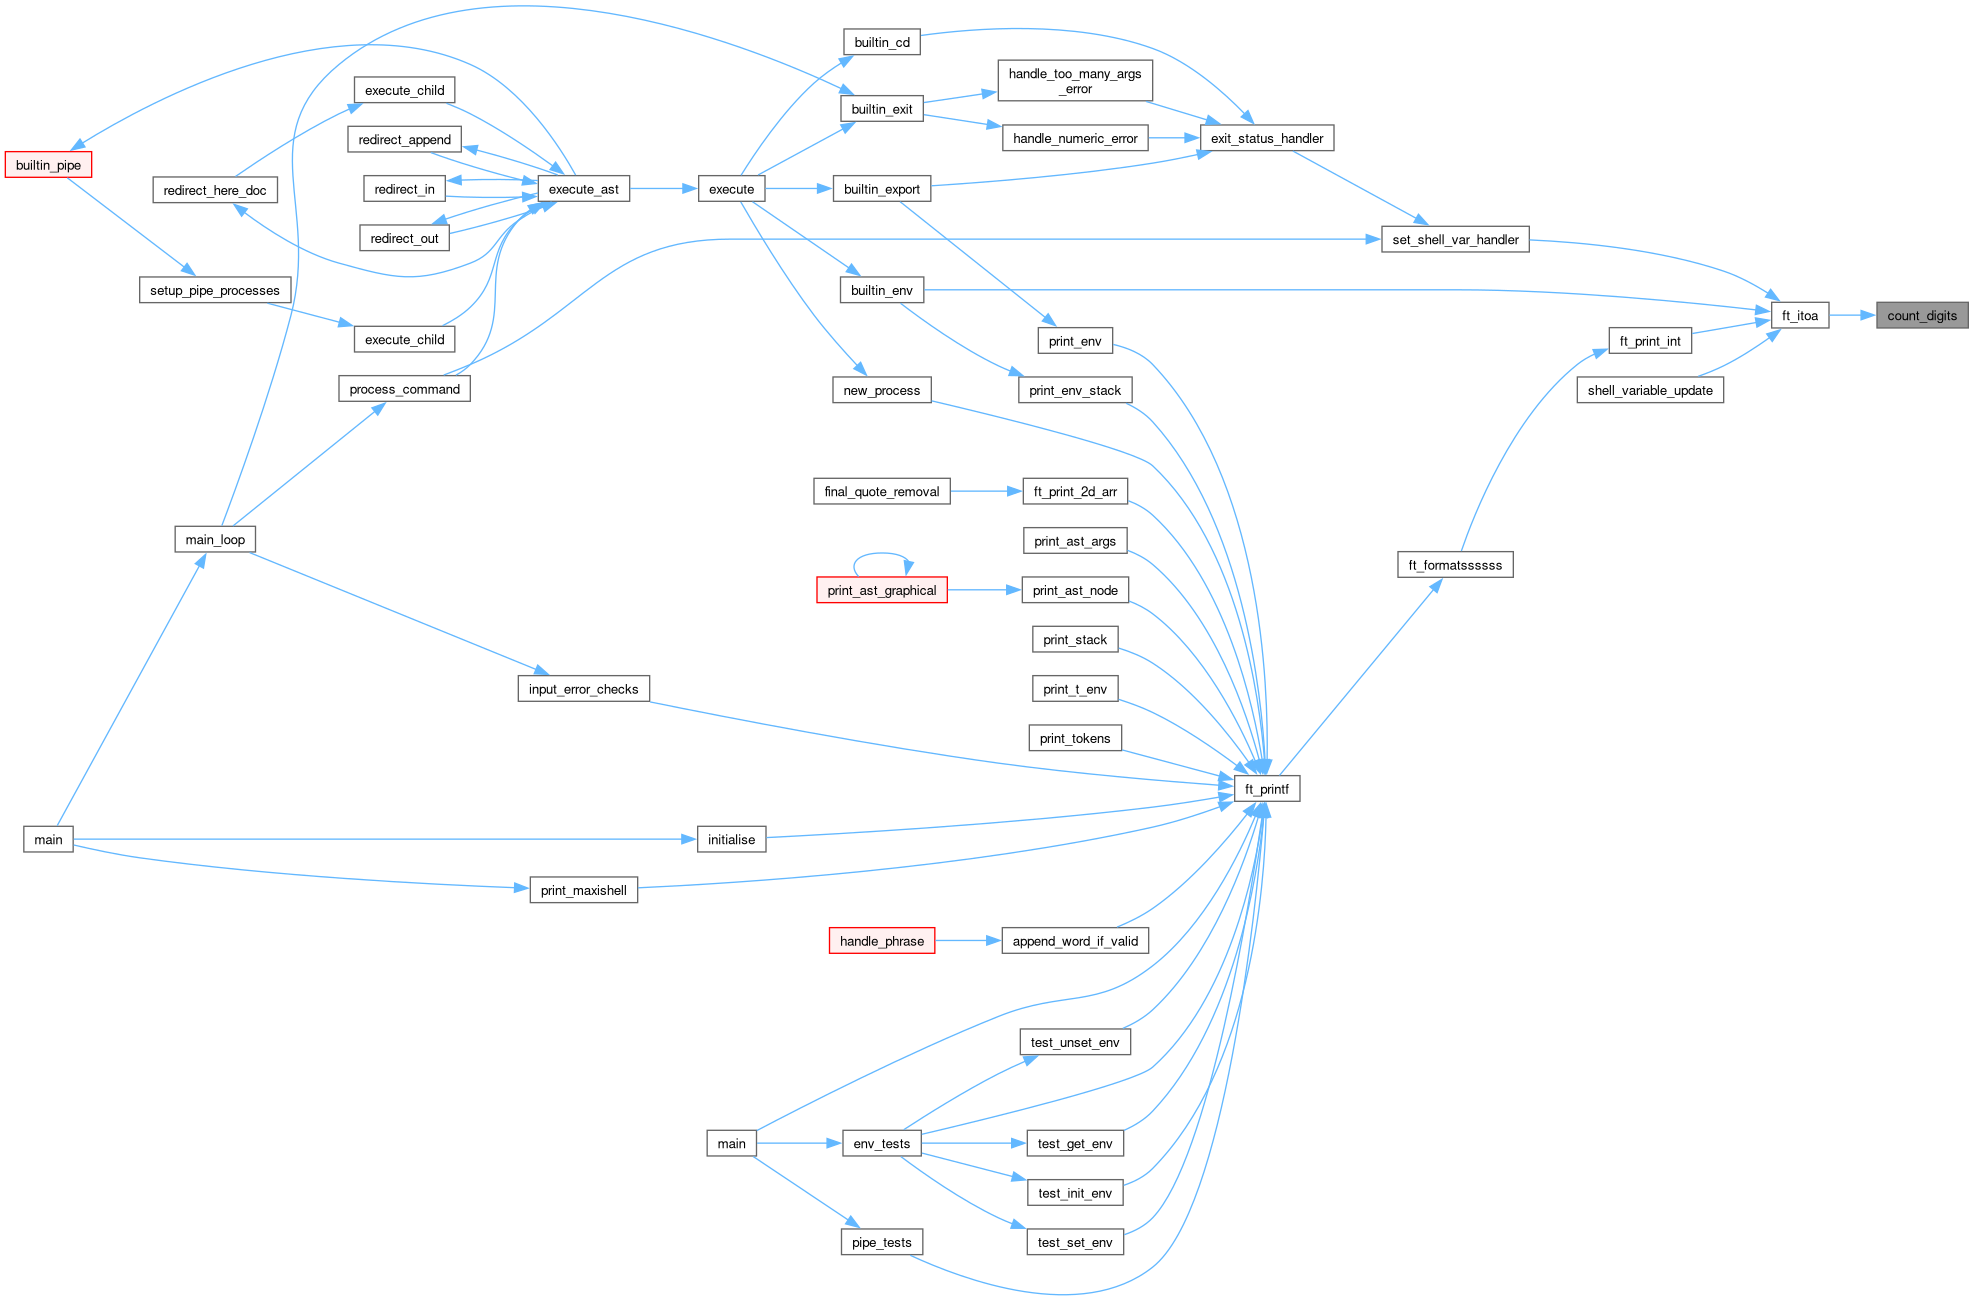 builtin_cd
handle_too_many_args
_error
execute_child
builtin_exit
redirect_append
handle_numeric_error
exit_status_handler
builtin_pipe
redirect_here_doc
redirect_in
execute_ast
execute
builtin_export
redirect_out
set_shell_var_handler
setup_pipe_processes
builtin_env
ft_itoa
count_digits
execute_child
print_env
ft_print_int
process_command
new_process
print_env_stack
shell_variable_update
final_quote_removal
ft_print_2d_arr
main_loop
print_ast_args
ft_formatssssss
print_ast_graphical
print_ast_node
print_stack
input_error_checks
print_t_env
print_tokens
ft_printf
main
initialise
print_maxishell
handle_phrase
append_word_if_valid
test_unset_env
main
env_tests
test_get_env
test_init_env
pipe_tests
test_set_env